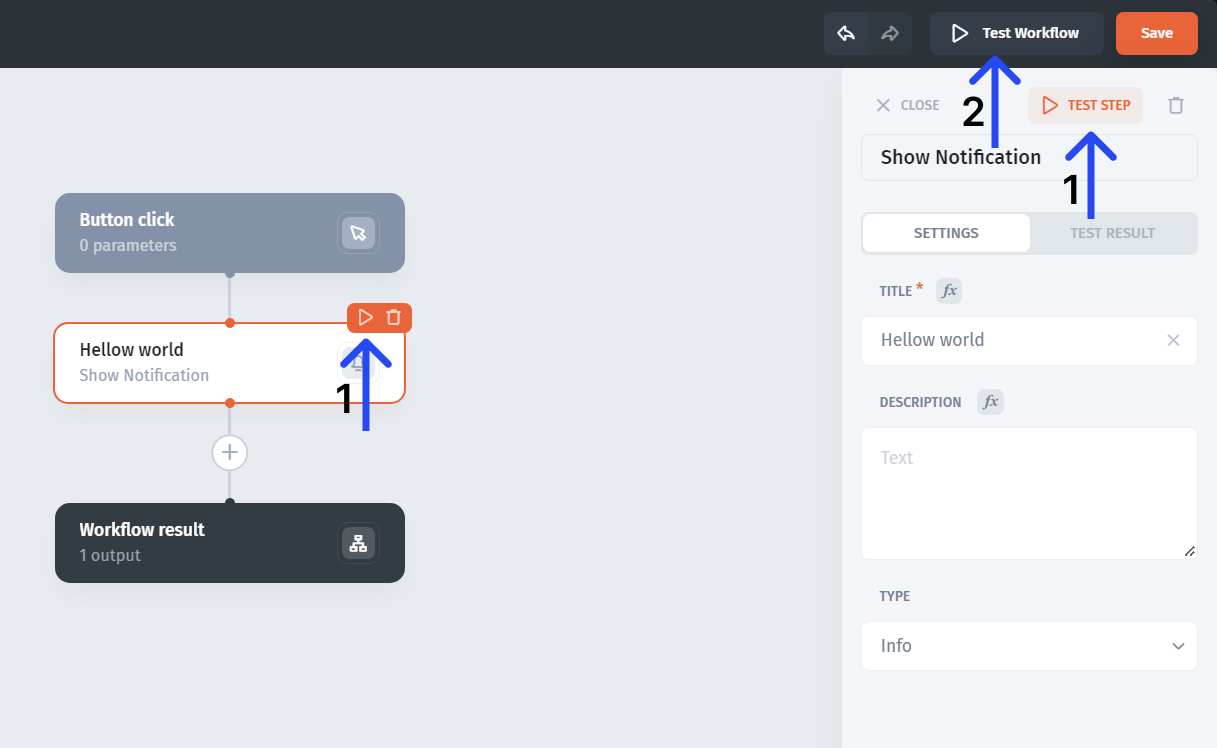 Test Workflow
Save
CLOSE
2
TEST STEP
Show Notification
1
Button click
0 parameters
SETTINGS
TEST RESULT
TITLE * fx
Hellow world
Hellow world
Show Notification
1
DESCRIPTION fx
Text
Workflow result
1 output
TYPE
Info